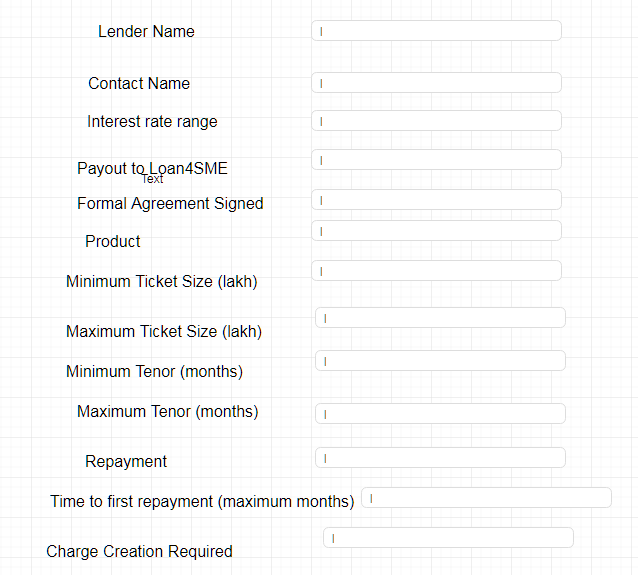 Lender Name
Contact Name
Interest rate range
Payout to Loan4SME
Text
Formal Agreement Signed
Product
Minimum Ticket Size (lakh)
Maximum Ticket Size (lakh)
Minimum Tenor (months)
Maximum Tenor (months)
Repayment
Time to first repayment (maximum months)
Charge Creation Required